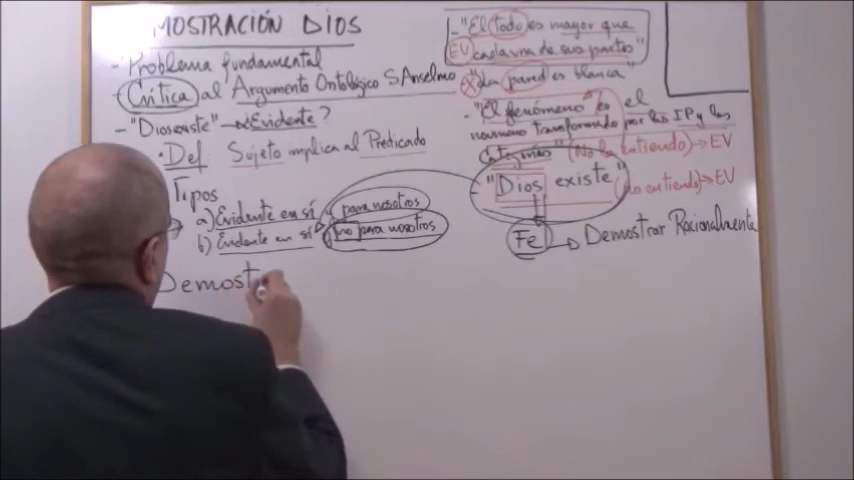 MOSTRACIÓN DIOS
- Problema fundamental
Crítica al Argumento Ontológico S Anselmo
- "Dios existe" → ¿Evidente?
• Def Sujeto implica al Predicado
Tipos
a) Evidente en sí y para nosotros
b) Evidente en sí no para nosotros
Demost
- "El todo es mayor que
EV cada una de sus partes"
X "La pared es blanca"
- "El fenómeno es el
noumeno transformado por las IP y las
Categorías" (No la entiendo) → EV
- "Dios existe" (no entiendo) → EV
Fe → Demostrar Racionalmente